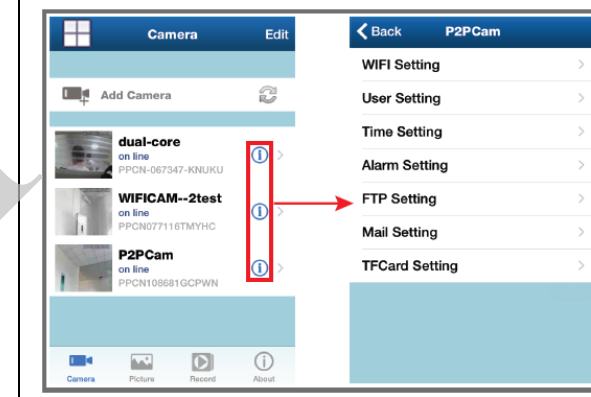 Camera
Edit
Add Camera
dual-core
on line
PPCN-067347-KNUKU
WIFICAM--2test
on line
PPCN077116TMYHC
P2PCam
on line
PPCN108681GCPWN
Camera
Picture
Record
About
Back
P2PCam
WIFI Setting
User Setting
Time Setting
Alarm Setting
FTP Setting
Mail Setting
TFCard Setting